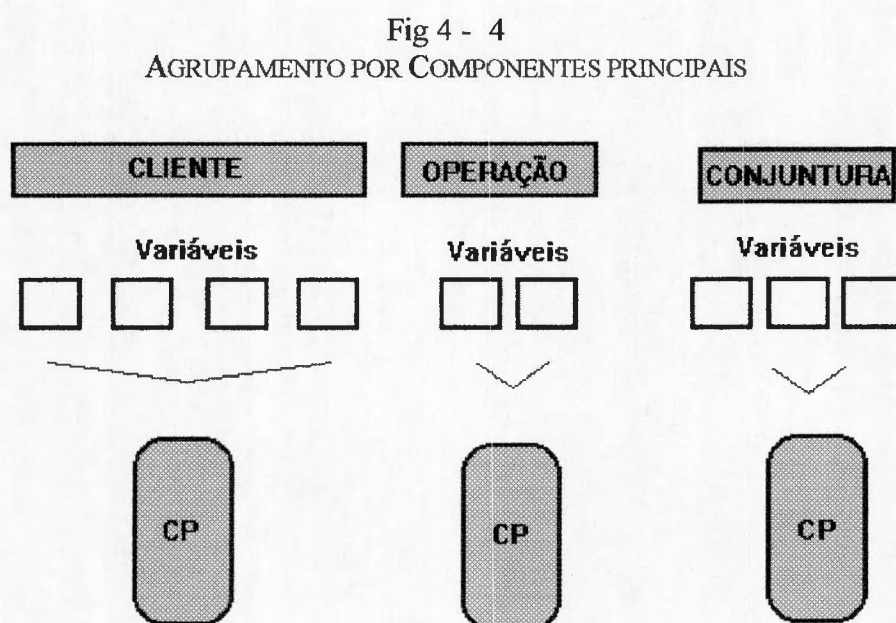 Fig 4 - 4
AGRUPAMENTO POR COMPONENTES PRINCIPAIS
CLIENTE OPERAÇÃO CONJUNTURA
Variáveis Variáveis Variáveis
CP CP CP